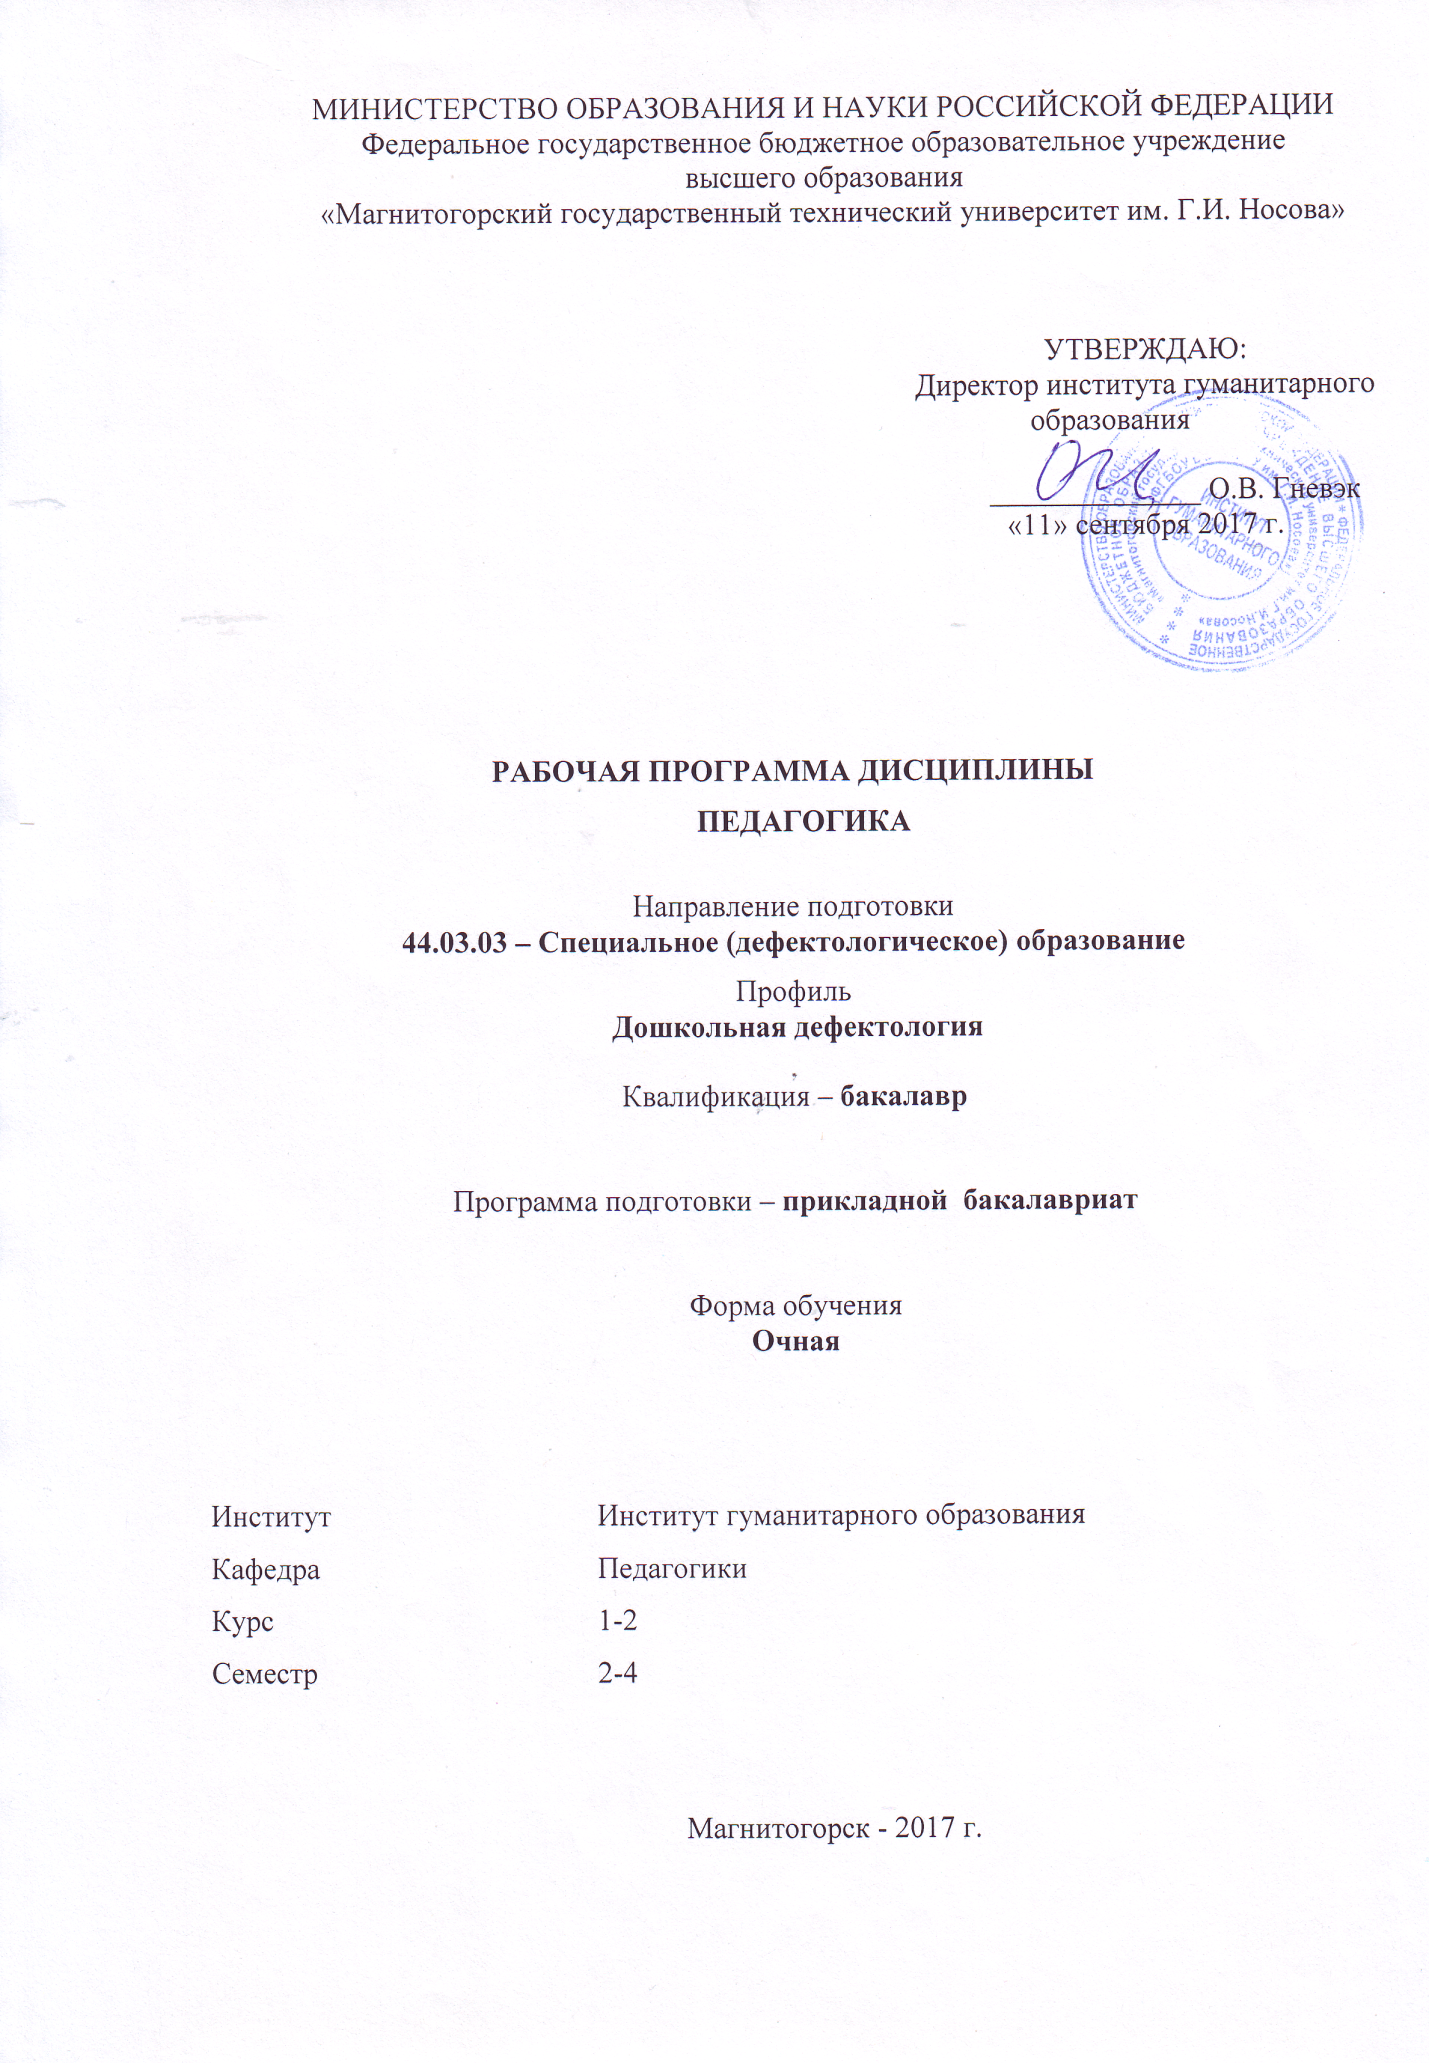 МИНИСТЕРСТВО ОБРАЗОВАНИЯ И НАУКИ РОССИЙСКОЙ ФЕДЕРАЦИИ
Федеральное государственное бюджетное образовательное учреждение
высшего образования
«Магнитогорский государственный технический университет им. Г.И. Носова»
УТВЕРЖДАЮ:
Директор института гуманитарного
образования
О.В. Гневэк
«11» сентября 2017 г.
ИНСТИТУТ
ГУМАНИТАРНОГО
ОБРАЗОВАНИЯ
РАБОЧАЯ ПРОГРАММА ДИСЦИПЛИНЫ
ПЕДАГОГИКА
Направление подготовки
44.03.03 – Специальное (дефектологическое) образование
Профиль
Дошкольная дефектология
Квалификация – бакалавр
Программа подготовки – прикладной бакалавриат
Форма обучения
Очная
Институт Институт гуманитарного образования
Кафедра Педагогики
Курс 1-2
Семестр 2-4
Магнитогорск - 2017 г.